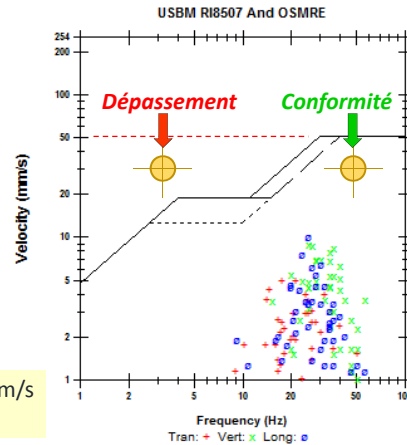 USBM RI8507 And OSMRE
254
200
100
Dépassement
Conformité
50
20
Velocity (mm/s)
10
5
2
m/s
1
1
2
5
10
20
50
100
Frequency (Hz)
Tran: + Vert: x Long: ø